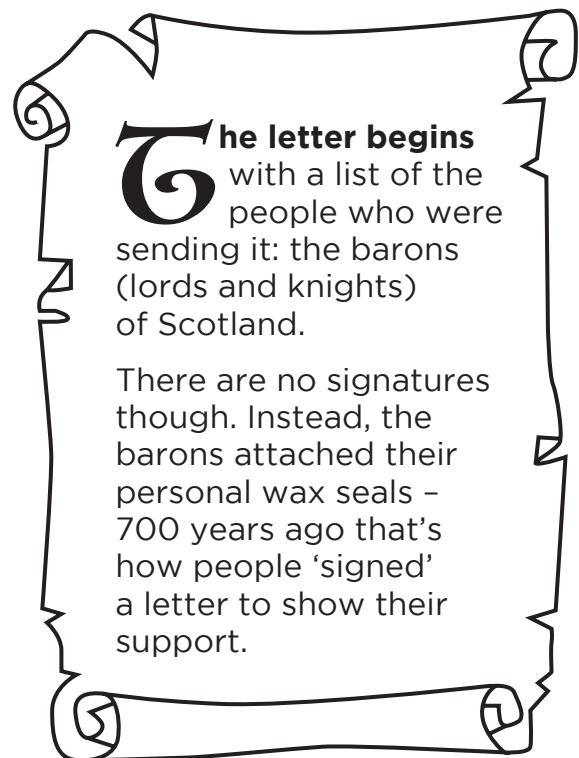 The letter begins
with a list of the
people who were
sending it: the barons
(lords and knights)
of Scotland.
There are no signatures
though. Instead, the
barons attached their
personal wax seals –
700 years ago that’s
how people ‘signed’
a letter to show their
support.